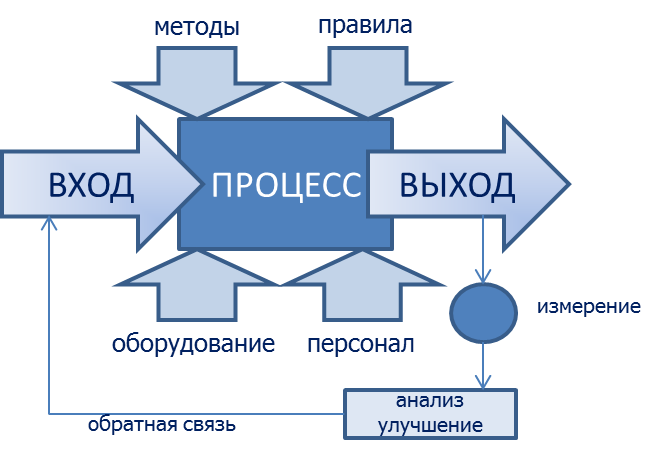 методы
правила
ВХОД
ПРОЦЕСС
ВЫХОД
измерение
оборудование
персонал
анализ
улучшение
обратная связь